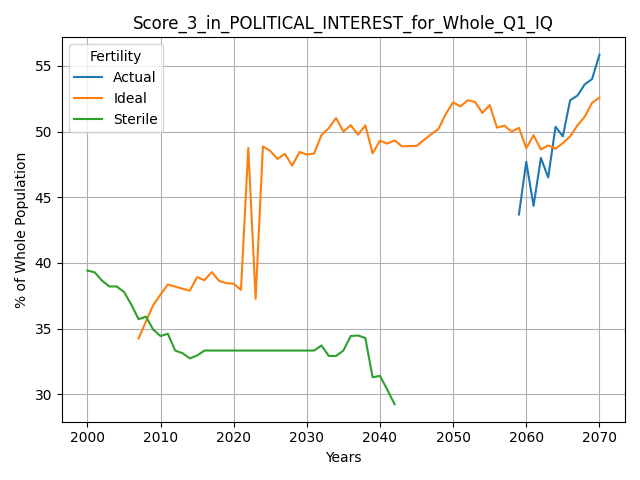 Score_3_in_POLITICAL_INTEREST_for_Whole_Q1_IQ
Fertility
Actual
Ideal
Sterile
% of Whole Population
55
50
45
40
35
30
2000 2010 2020 2030 2040 2050 2060 2070
Years